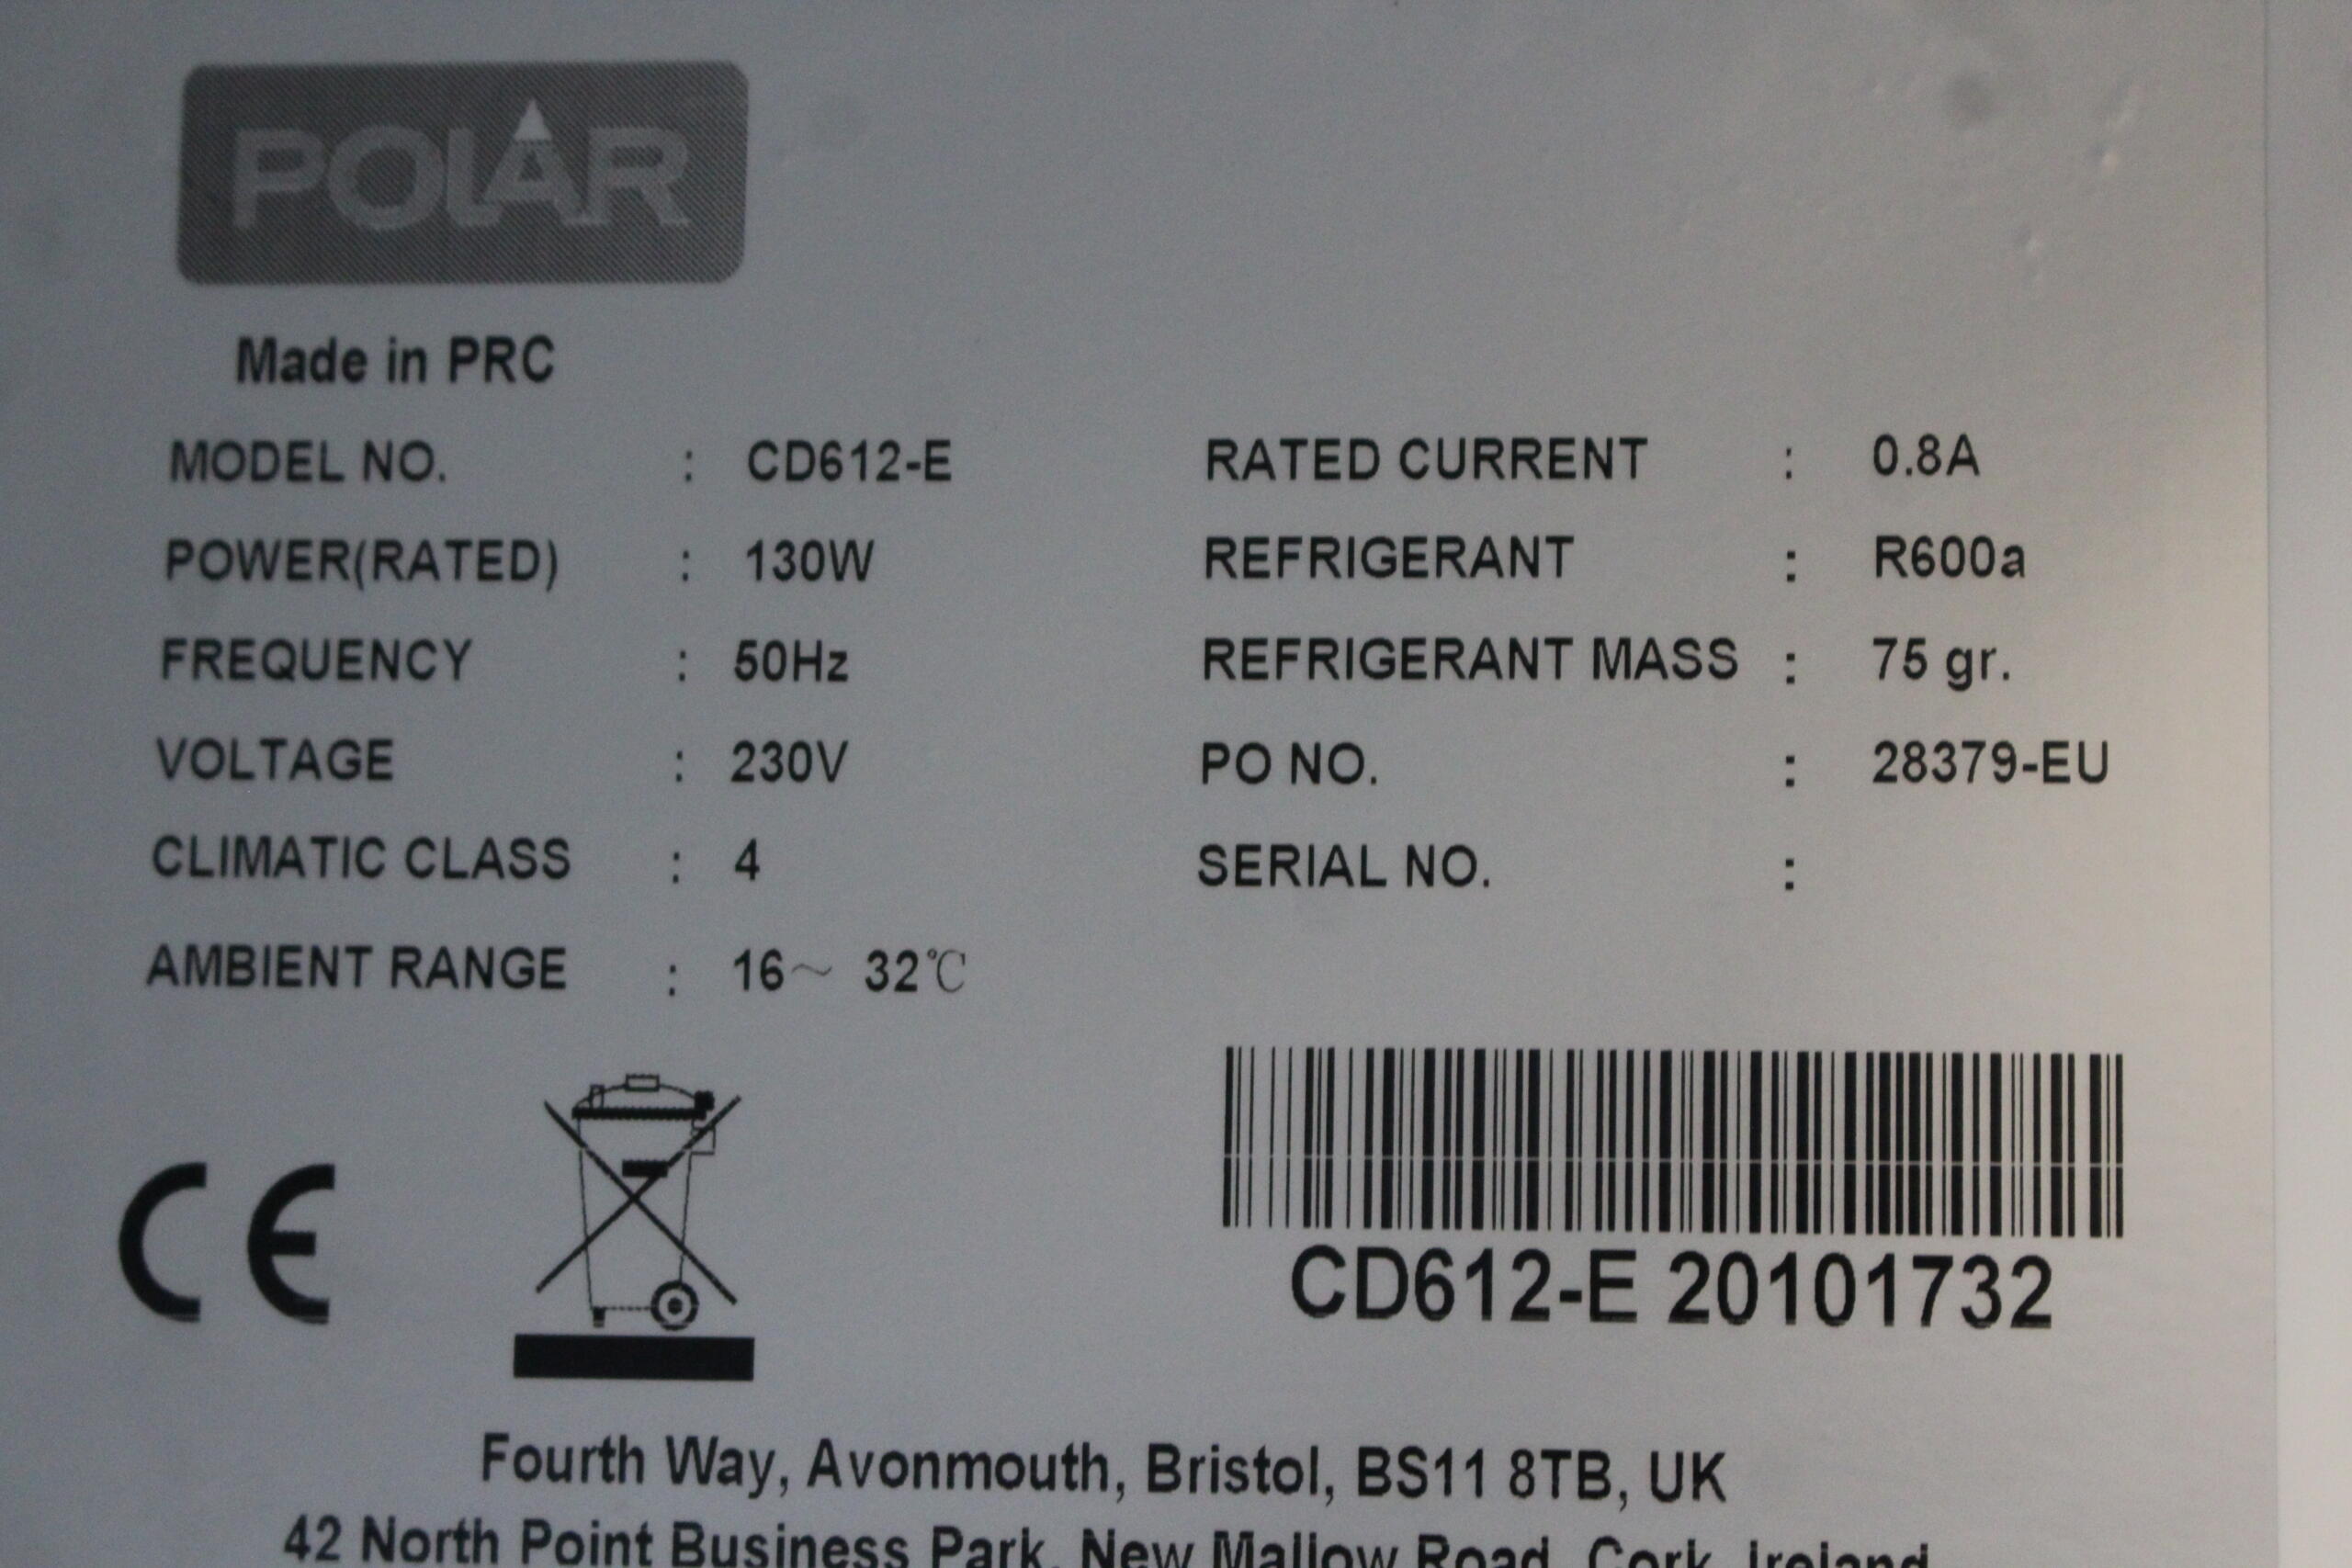 POLAR
Made in PRC
MODEL NO. : CD612-E
POWER(RATED) : 130W
FREQUENCY : 50Hz
VOLTAGE : 230V
CLIMATIC CLASS : 4
AMBIENT RANGE : 16～ 32℃
RATED CURRENT : 0.8A
REFRIGERANT : R600a
REFRIGERANT MASS : 75 gr.
PO NO. : 28379-EU
SERIAL NO. :
CE
CD612-E 20101732
Fourth Way, Avonmouth, Bristol, BS11 8TB, UK
42 North Point Business Park, New Mallow Road, Cork, Ireland